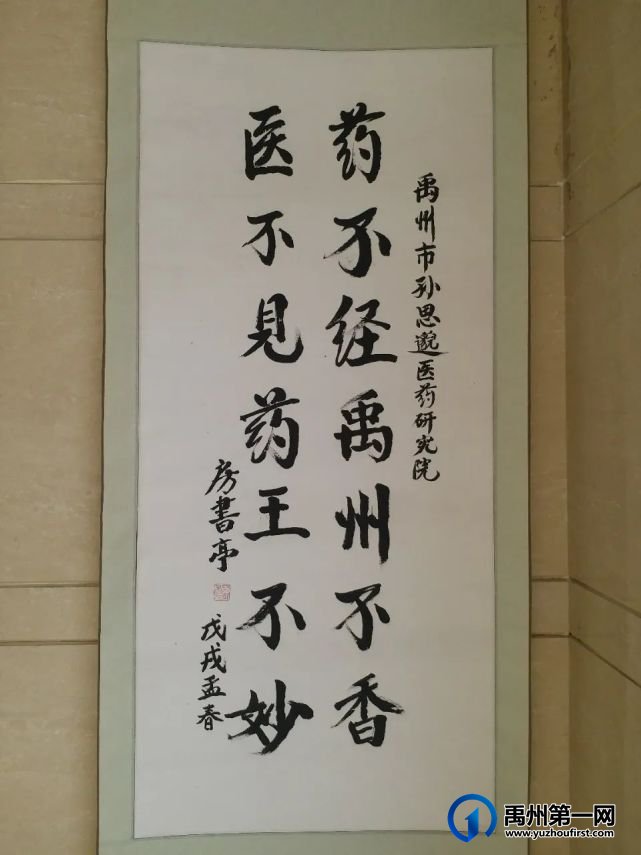 禹州市孙思邈医药研究院
药不经禹州不香
医不见药王不妙
房书亭
戊戌孟春
禹州第一网
www.yuzhoufirst.com